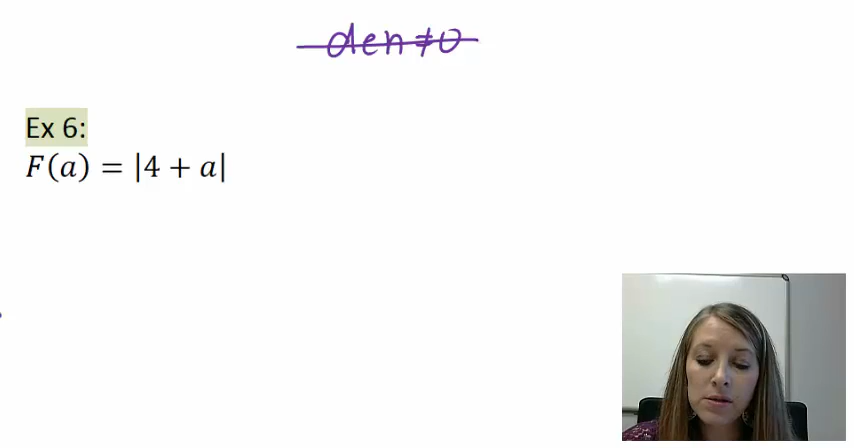 den≠0
Ex 6:
F(a) = |4 + a|